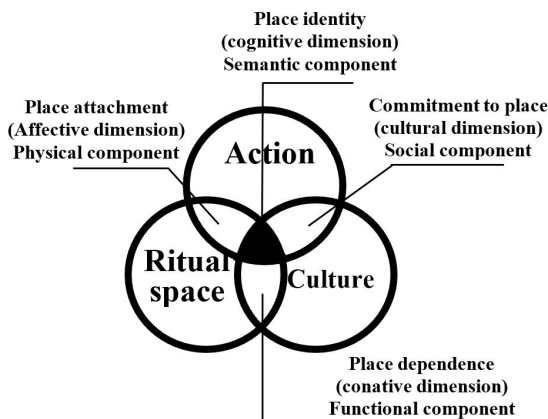 Place identity
(cognitive dimension)
Semantic component
Place attachment
(Affective dimension)
Physical component
Commitment to place
(cultural dimension)
Social component
Action
Ritual
space
Culture
Place dependence
(conative dimension)
Functional component